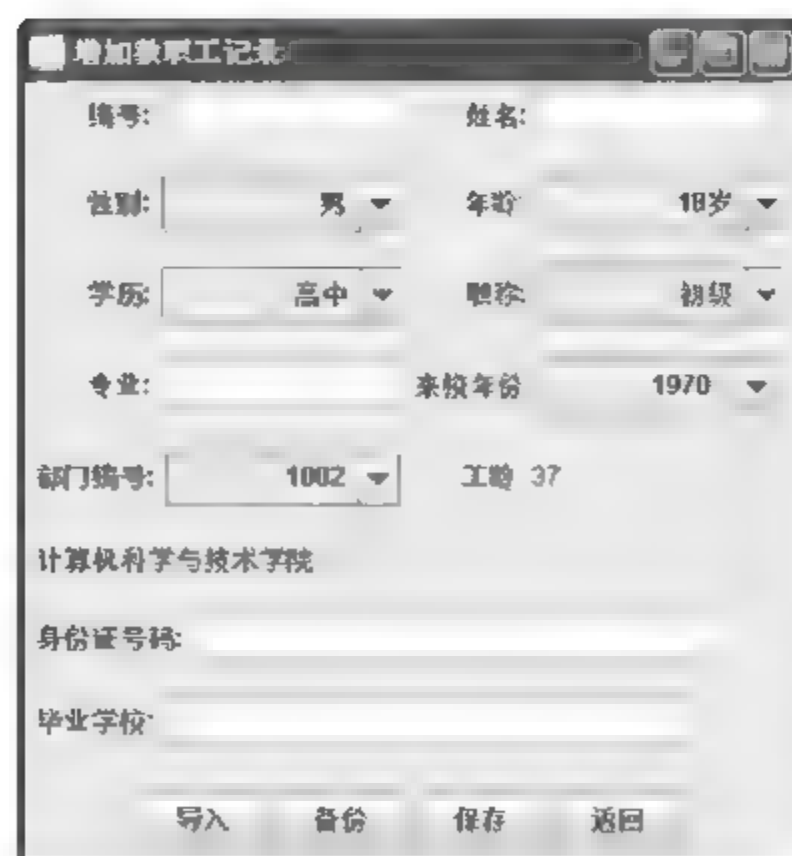 增加教职工记录
编号: 姓名:
性别: 男 年龄: 18岁
学历: 高中 职称: 初级
专业: 来校年份 1970
部门编号: 1002 工龄 37
计算机科学与技术学院
身份证号码:
毕业学校:
导入 备份 保存 返回